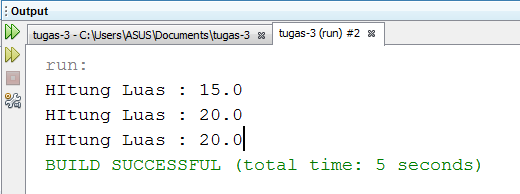 Output
tugas-3 - C:\Users\ASUS\Documents\tugas-3
tugas-3 (run) #2
run:
HItung Luas : 15.0
HItung Luas : 20.0
HItung Luas : 20.0
BUILD SUCCESSFUL (total time: 5 seconds)